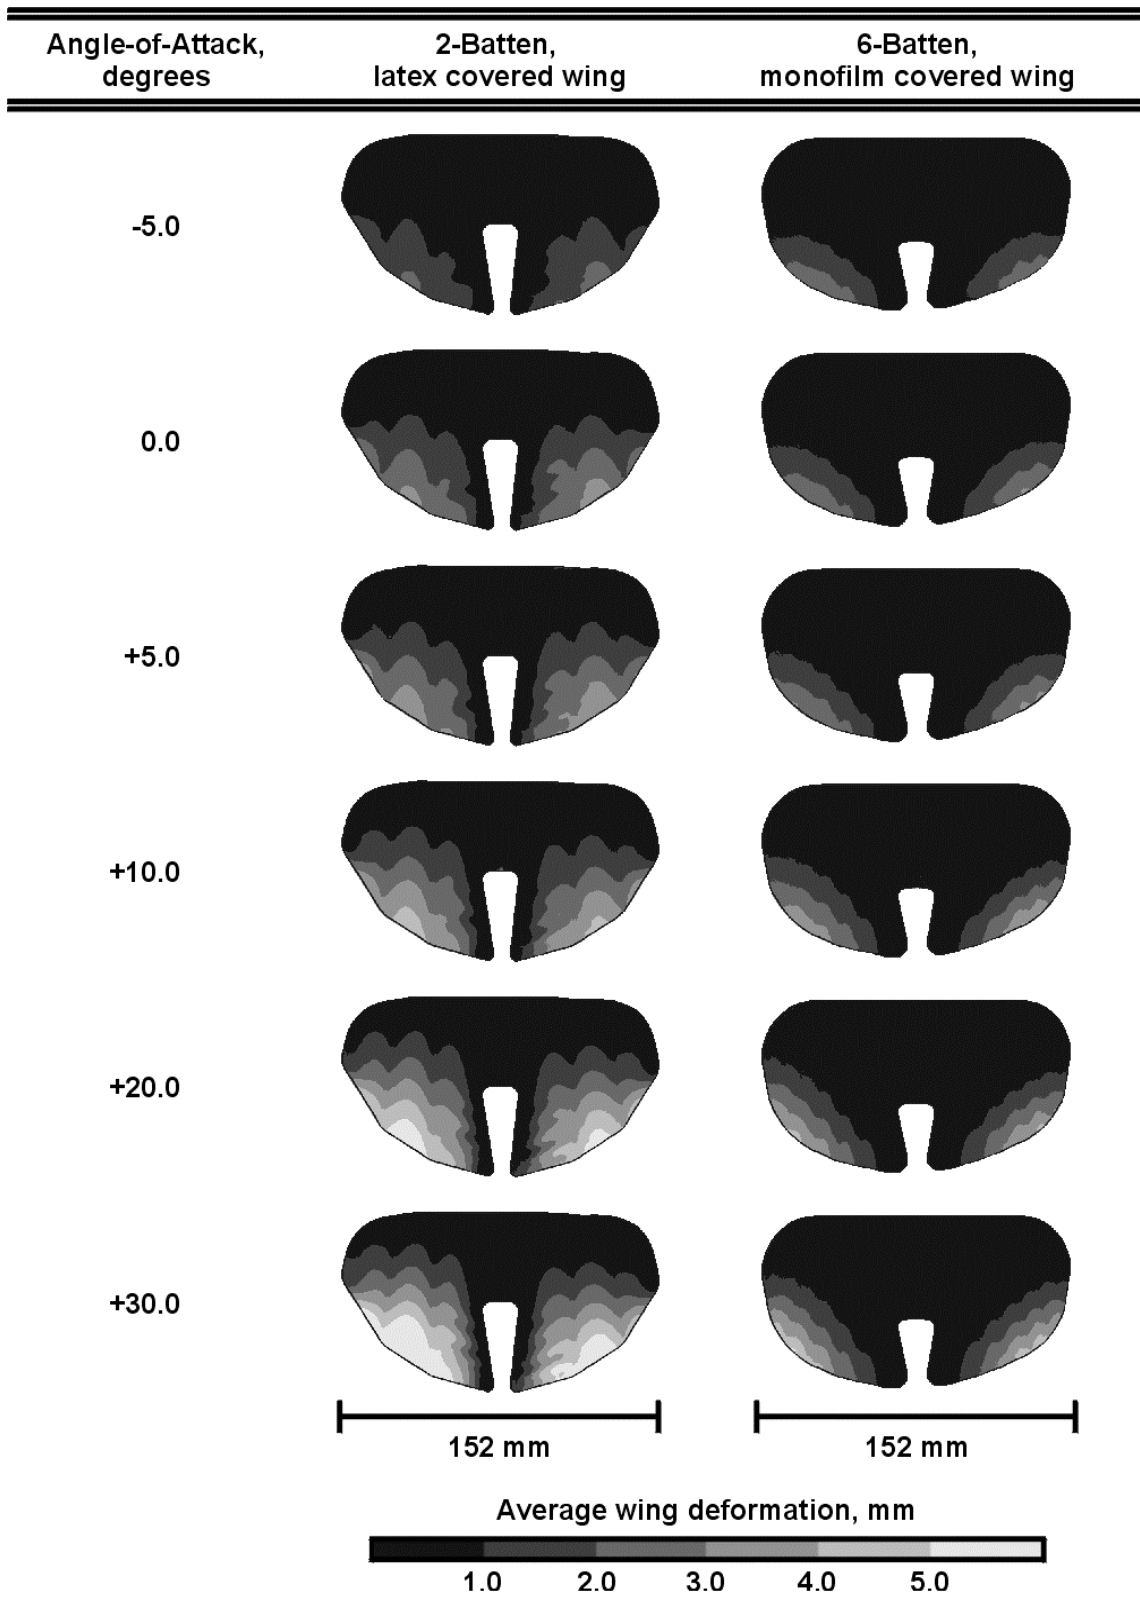 Angle-of-Attack, degrees
2-Batten, latex covered wing
6-Batten, monofilm covered wing
-5.0
0.0
+5.0
+10.0
+20.0
+30.0
152 mm
152 mm
Average wing deformation, mm
1.0 2.0 3.0 4.0 5.0